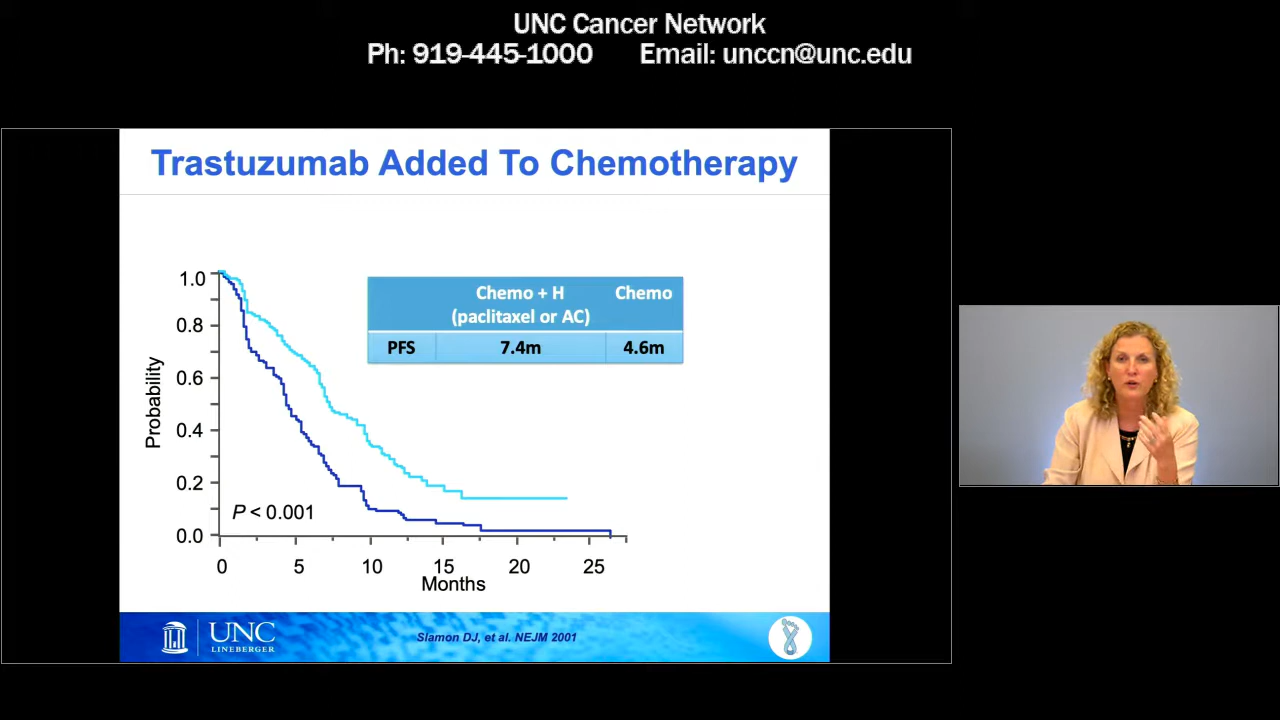 UNC Cancer Network
Ph: 919-445-1000 Email: unccn@unc.edu
Trastuzumab Added To Chemotherapy
Chemo + H Chemo
(paclitaxel or AC)
PFS 7.4m 4.6m
Probability
1.0
0.8
0.6
0.4
0.2
0.0
P < 0.001
0 5 10 15 20 25
Months
UNC
LINEBERGER
Slamon DJ, et al. NEJM 2001